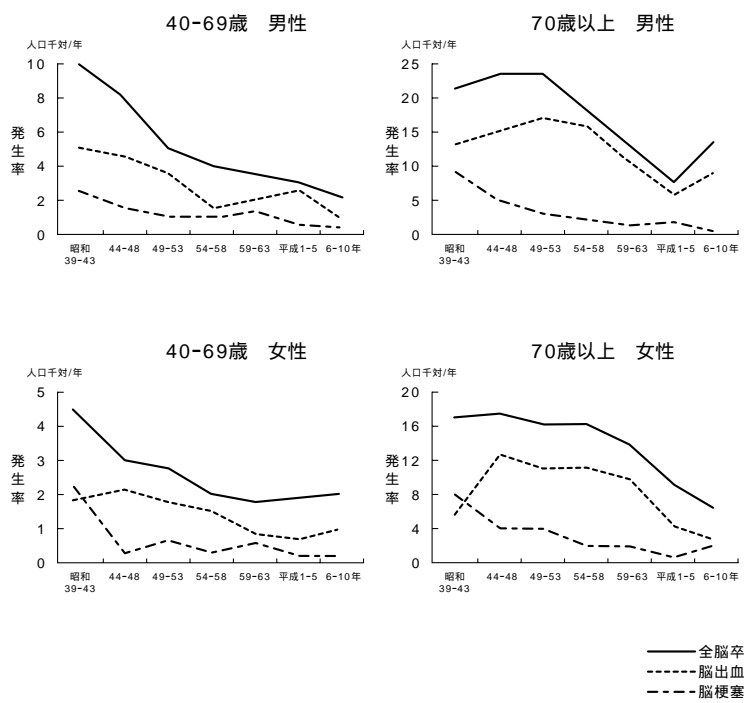 40-69歳　男性
人口千対/年
10
8
6
4
2
0
発生率
昭和 44-48 49-53 54-58 59-63 平成1-5 6-10年
39-43
70歳以上　男性
人口千対/年
25
20
15
10
5
0
発生率
昭和 44-48 49-53 54-58 59-63 平成1-5 6-10年
39-43
40-69歳　女性
人口千対/年
5
4
3
2
1
0
発生率
昭和 44-48 49-53 54-58 59-63 平成1-5 6-10年
39-43
70歳以上　女性
人口千対/年
20
16
12
8
4
0
発生率
昭和 44-48 49-53 54-58 59-63 平成1-5 6-10年
39-43
全脳卒
脳出血
脳梗塞